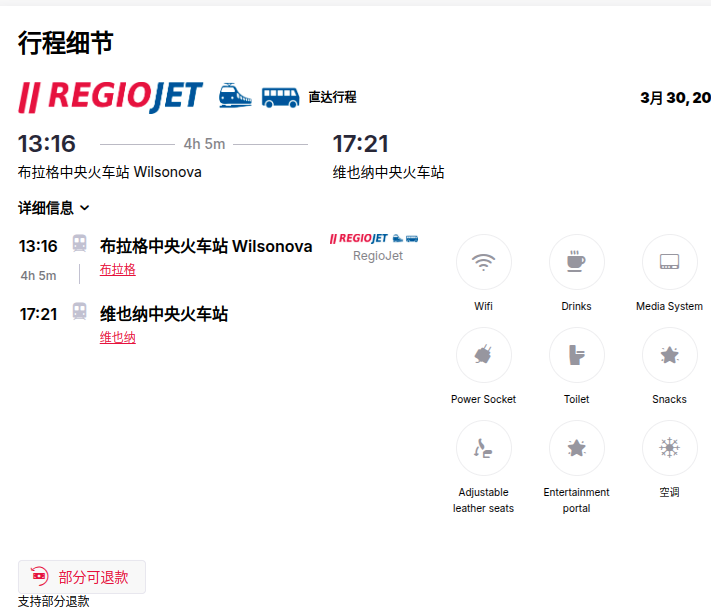 行程细节
REGIOJET 直达行程 3月 30, 20
13:16 4h 5m 17:21
布拉格中央火车站 Wilsonova 维也纳中央火车站
详细信息
13:16 布拉格中央火车站 Wilsonova REGIOJET
布拉格 RegioJet
4h 5m
17:21 维也纳中央火车站
维也纳
Wifi Drinks Media System
Power Socket Toilet Snacks
Adjustable leather seats Entertainment portal 空调
部分可退款
支持部分退款